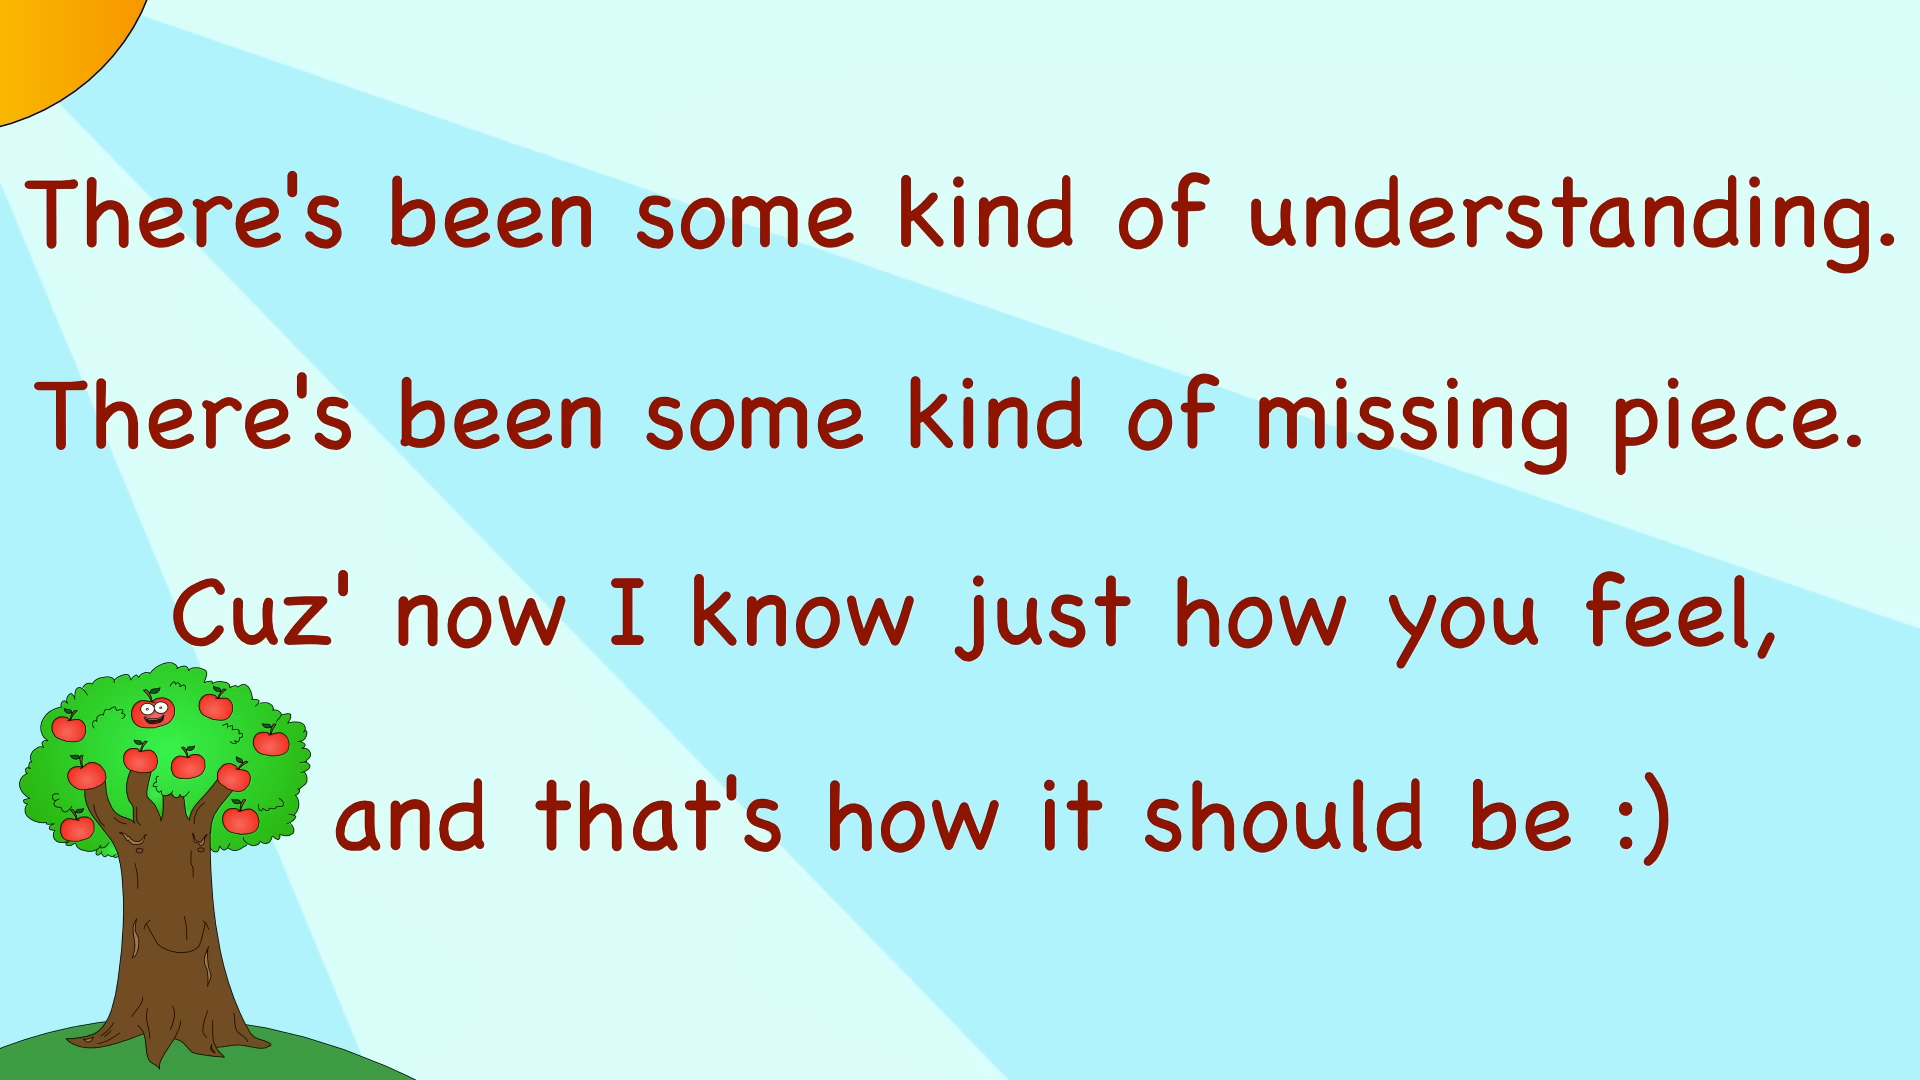 There's been some kind of understanding.
There's been some kind of missing piece.
Cuz' now I know just how you feel,
and that's how it should be :)